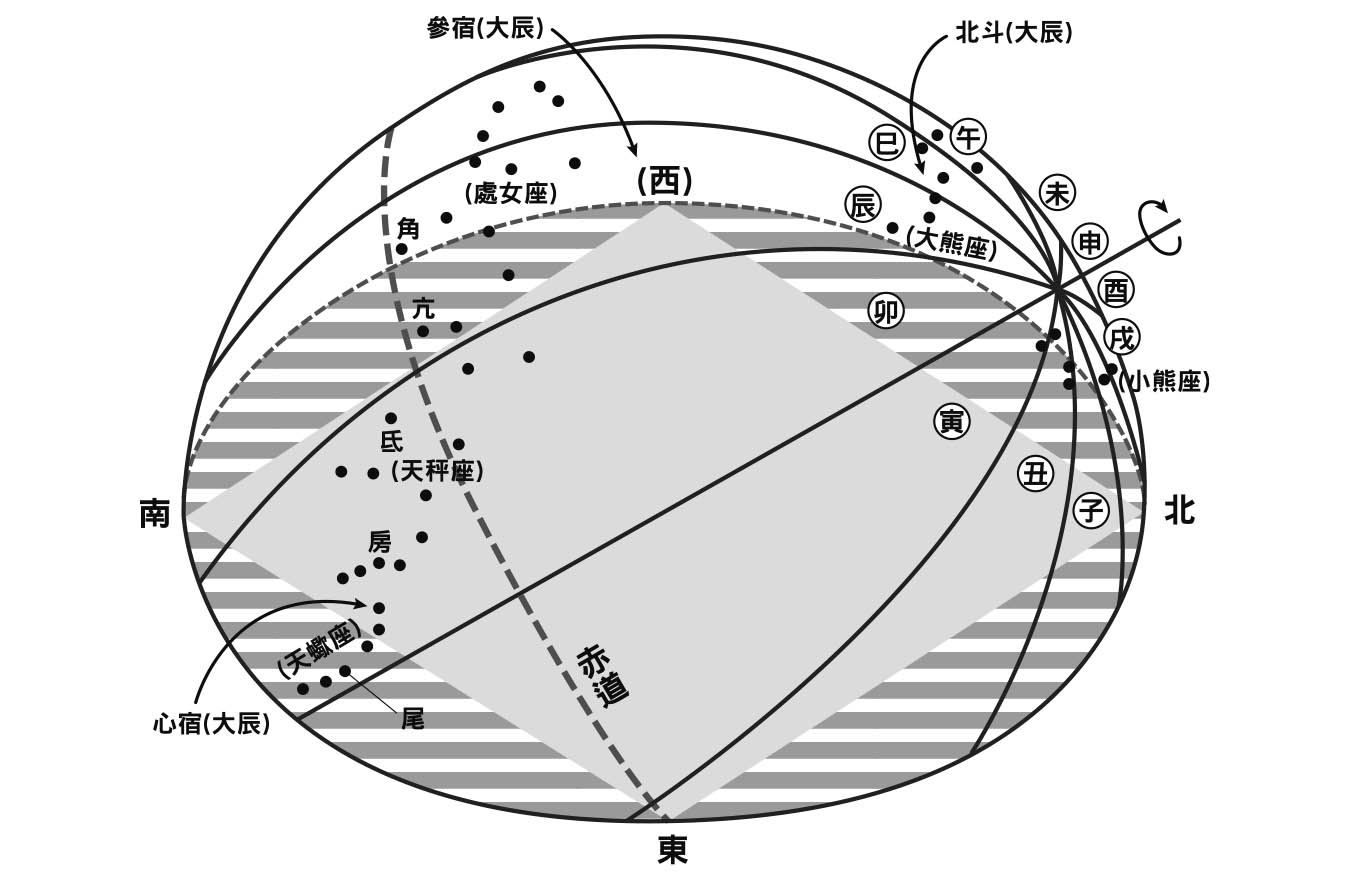 參宿(大辰)
北斗(大辰)
巳
午
(西)
(處女座)
未
辰
角
申
(大熊座)
酉
亢
卯
戌
(小熊座)
寅
氐
(天秤座)
丑
南
子
北
房
(天蠍座)
赤道
心宿(大辰)
尾
東